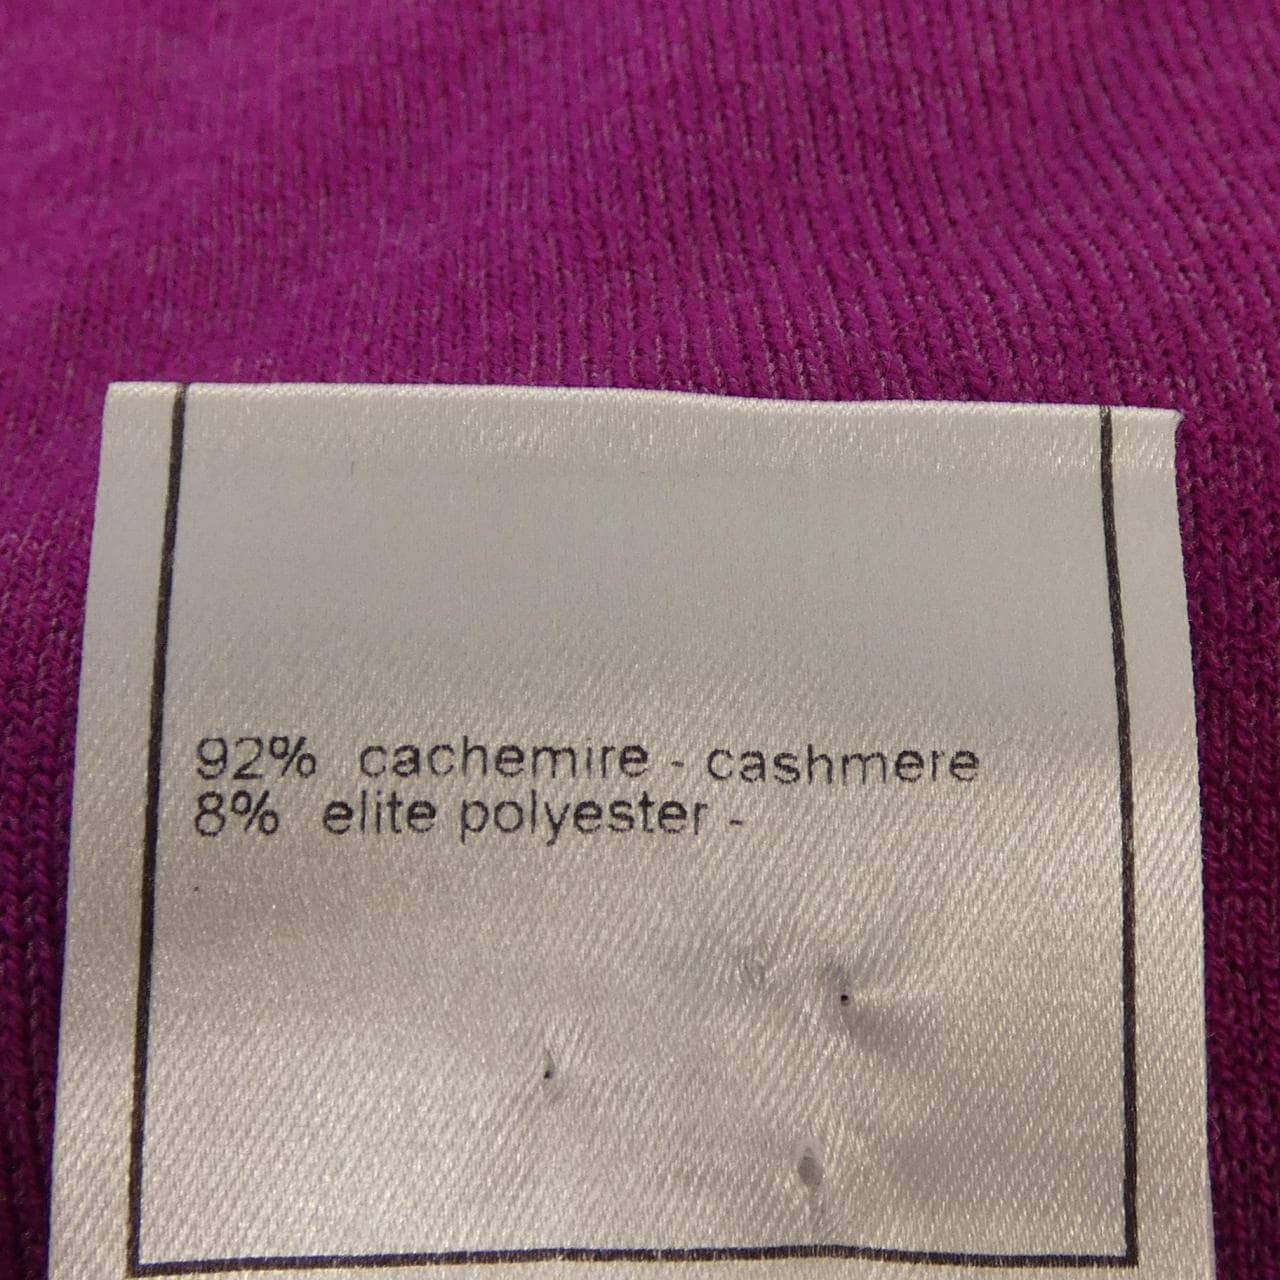 92% cachemire - cashmere
8% elite polyester -